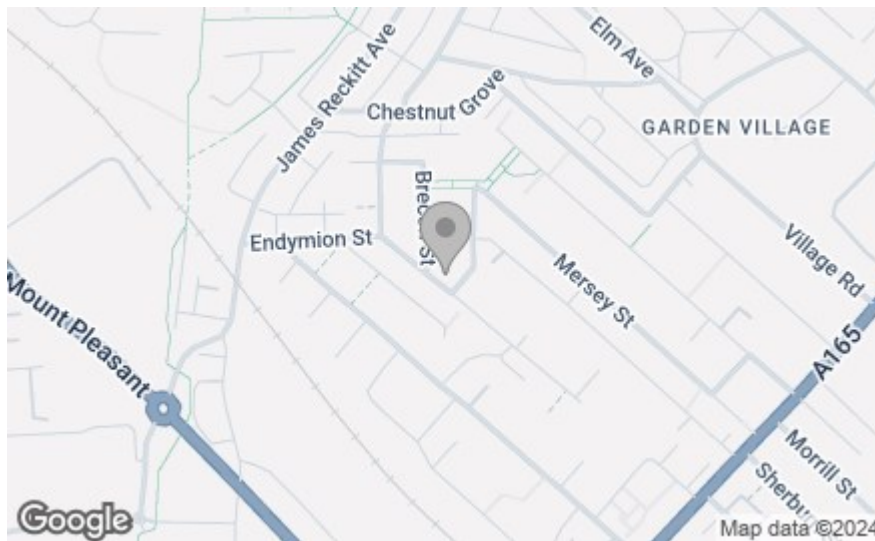 Elm Ave
James Reckitt Ave
Chestnut Grove
GARDEN VILLAGE
Endymion St
Mersey St
Village Rd
Mount Pleasant
A165
Morrill St
Google
Map data ©2024